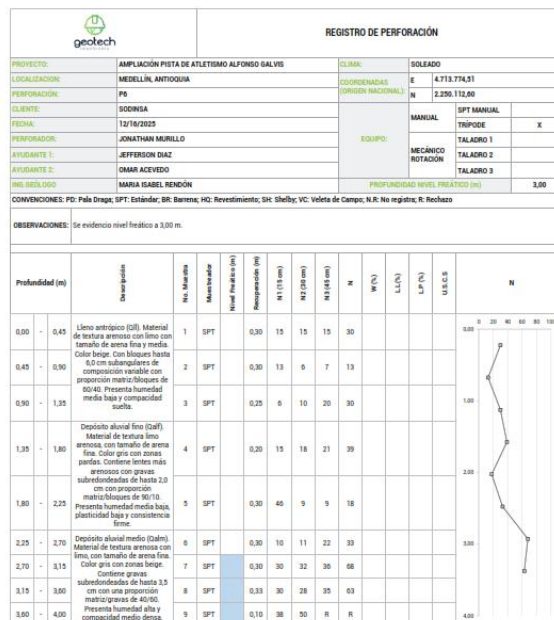 geotech
REGISTRO DE PERFORACIÓN
PROYECTO: AMPLIACIÓN PISTA DE ATLETISMO ALFONSO GALVIS CLIMA: SOLEADO
LOCALIZACION: MEDELLÍN, ANTIOQUIA COORDENADAS (ORIGEN NACIONAL): E 4.713.774,51
PERFORACIÓN: P6 N 2.250.112,60
CLIENTE: SODINSA EQUIPO: MANUAL SPT MANUAL
FECHA: 12/16/2025 TRÍPODE X
PERFORADOR: JONATHAN MURILLO MECÁNICO ROTACIÓN TALADRO 1
AYUDANTE 1: JEFFERSON DIAZ TALADRO 2
AYUDANTE 2: OMAR ACEVEDO TALADRO 3
ING.GEÓLOGO MARIA ISABEL RENDÓN PROFUNDIDAD NIVEL FREÁTICO (m) 3,00
CONVENCIONES: PD: Pala Draga; SPT: Estándar; BR: Barrena; HQ: Revestimiento; SH: Shelby; VC: Veleta de Campo; N.R: No registra; R: Rechazo
OBSERVACIONES: Se evidencio nivel freático a 3,00 m.
Profundidad (m) Descripción No. Muestra Muestreador Nivel Freático (m) Recuperación (m) N1 (15 cm) N2 (30 cm) N3 (45 cm) N W (%) L.L (%) L.P (%) U.S.C.S N
0 20 40 60 80 100
0,00 1,00 2,00 3,00 4,00
0,00 - 0,45 1 SPT 0,30 15 15 15 30
0,45 - 0,90 2 SPT 0,30 13 6 7 13
0,90 - 1,35 3 SPT 0,25 6 10 20 30
Lleno antrópico (Qll). Material
de textura arenoso con limo con
tamaño de arena fina y media.
Color beige. Con bloques hasta
6,0 cm subangulares de
composición variable con
proporción matriz/bloques de
60/40. Presenta humedad
media baja y compacidad
suelta.
1,35 - 1,80 4 SPT 0,20 15 18 21 39
1,80 - 2,25 5 SPT 0,30 46 9 9 18
Depósito aluvial fino (Qalf).
Material de textura limo
arenosa, con tamaño de arena
fina. Color gris con zonas
pardas. Contiene lentes más
arenosos con gravas
subredondeadas de hasta 2,0
cm con proporción
matriz/bloques de 90/10.
Presenta humedad media baja,
plasticidad baja y consistencia
firme.
2,25 - 2,70 6 SPT 0,30 10 11 22 33
2,70 - 3,15 7 SPT 0,30 30 32 36 68
3,15 - 3,60 8 SPT 0,33 30 28 35 63
3,60 - 4,00 9 SPT 0,10 38 50 R R
Depósito aluvial medio (Qalm).
Material de textura arenosa con
limo, con tamaño de arena fina.
Color gris con zonas beige.
Contiene gravas
subredondeadas de hasta 3,5
cm con una proporción
matriz/gravas de 40/60.
Presenta humedad alta y
compacidad medio densa.